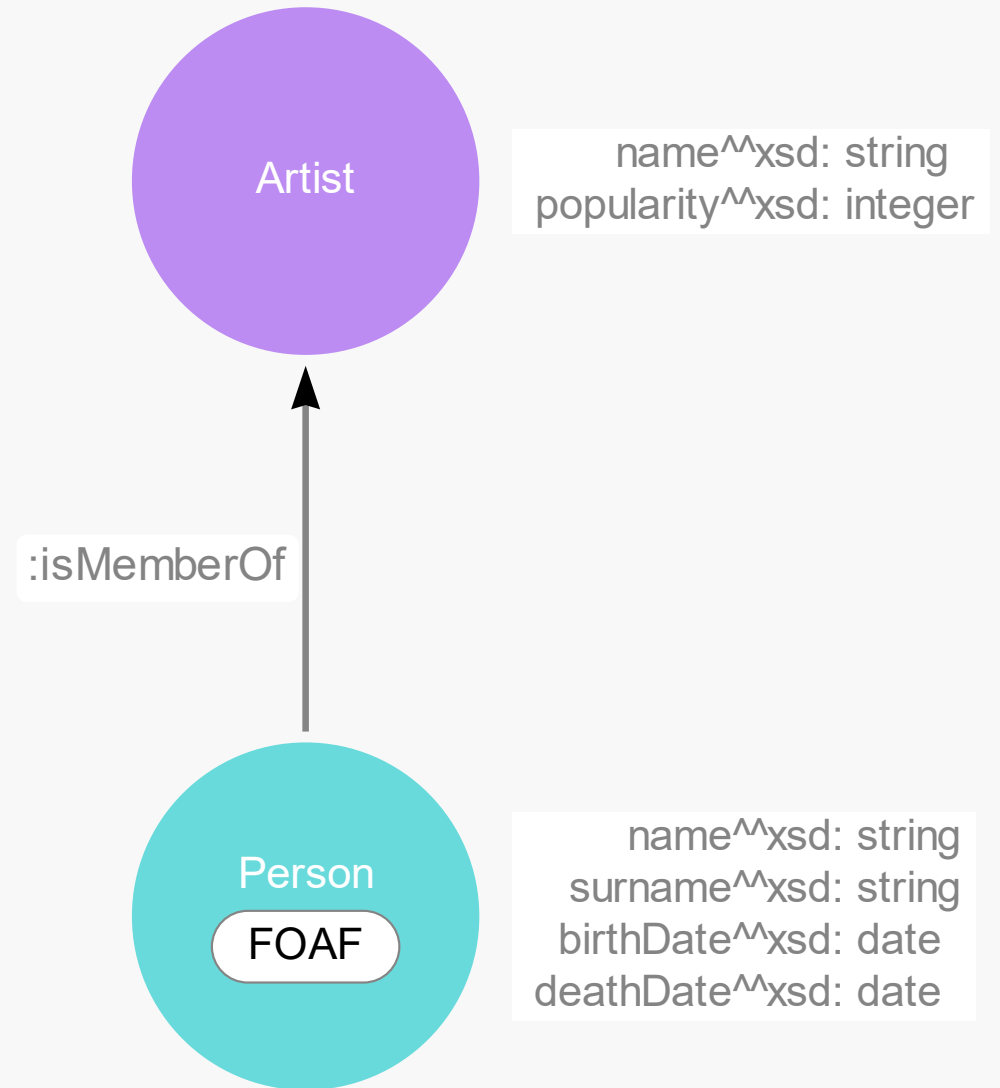 Artist
name^^xsd: string
popularity^^xsd: integer
:isMemberOf
Person
FOAF
name^^xsd: string
surname^^xsd: string
birthDate^^xsd: date
deathDate^^xsd: date